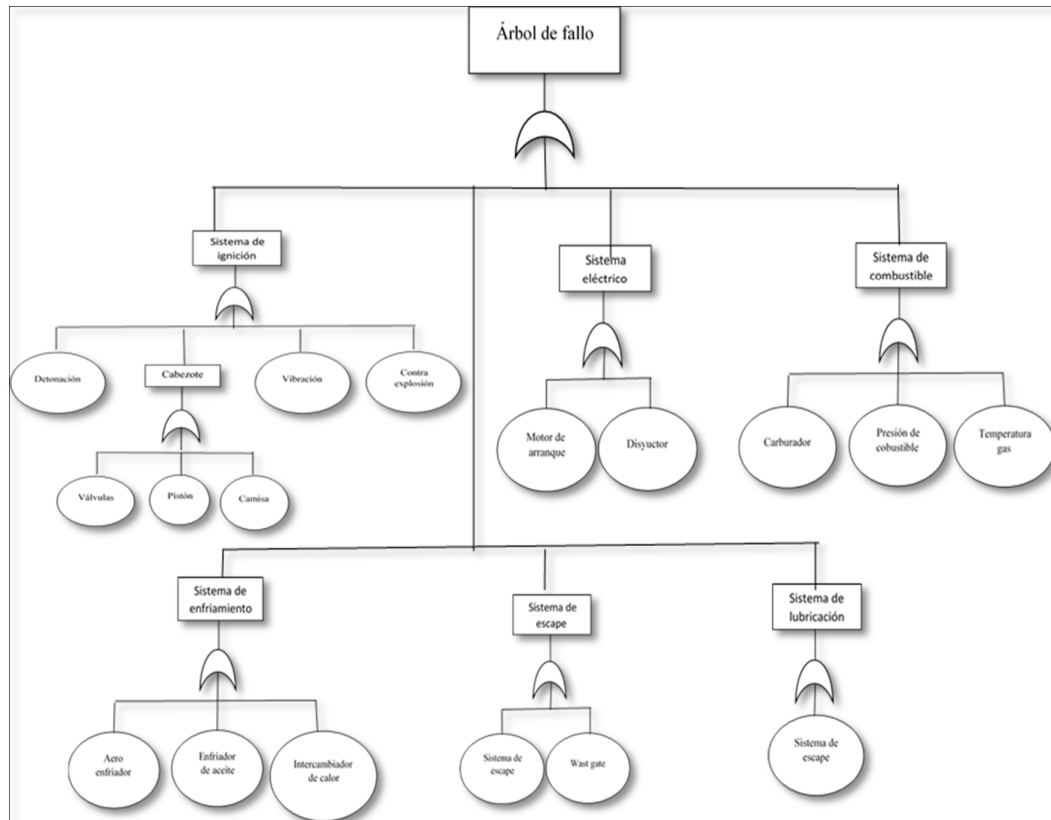 Árbol de fallo
Sistema de
ignición
Sistema
eléctrico
Sistema de
combustible
Detonación
Cabezote
Vibración
Contra
explosión
Motor de
arranque
Disyuctor
Carburador
Presión de
cobustible
Temperatura
gas
Válvulas
Pistón
Camisa
Sistema de
enfriamiento
Sistema de
escape
Sistema de
lubricación
Aero
enfriador
Enfriador
de aceite
Intercambiador
de calor
Sistema de
escape
Wast gate
Sistema de
escape